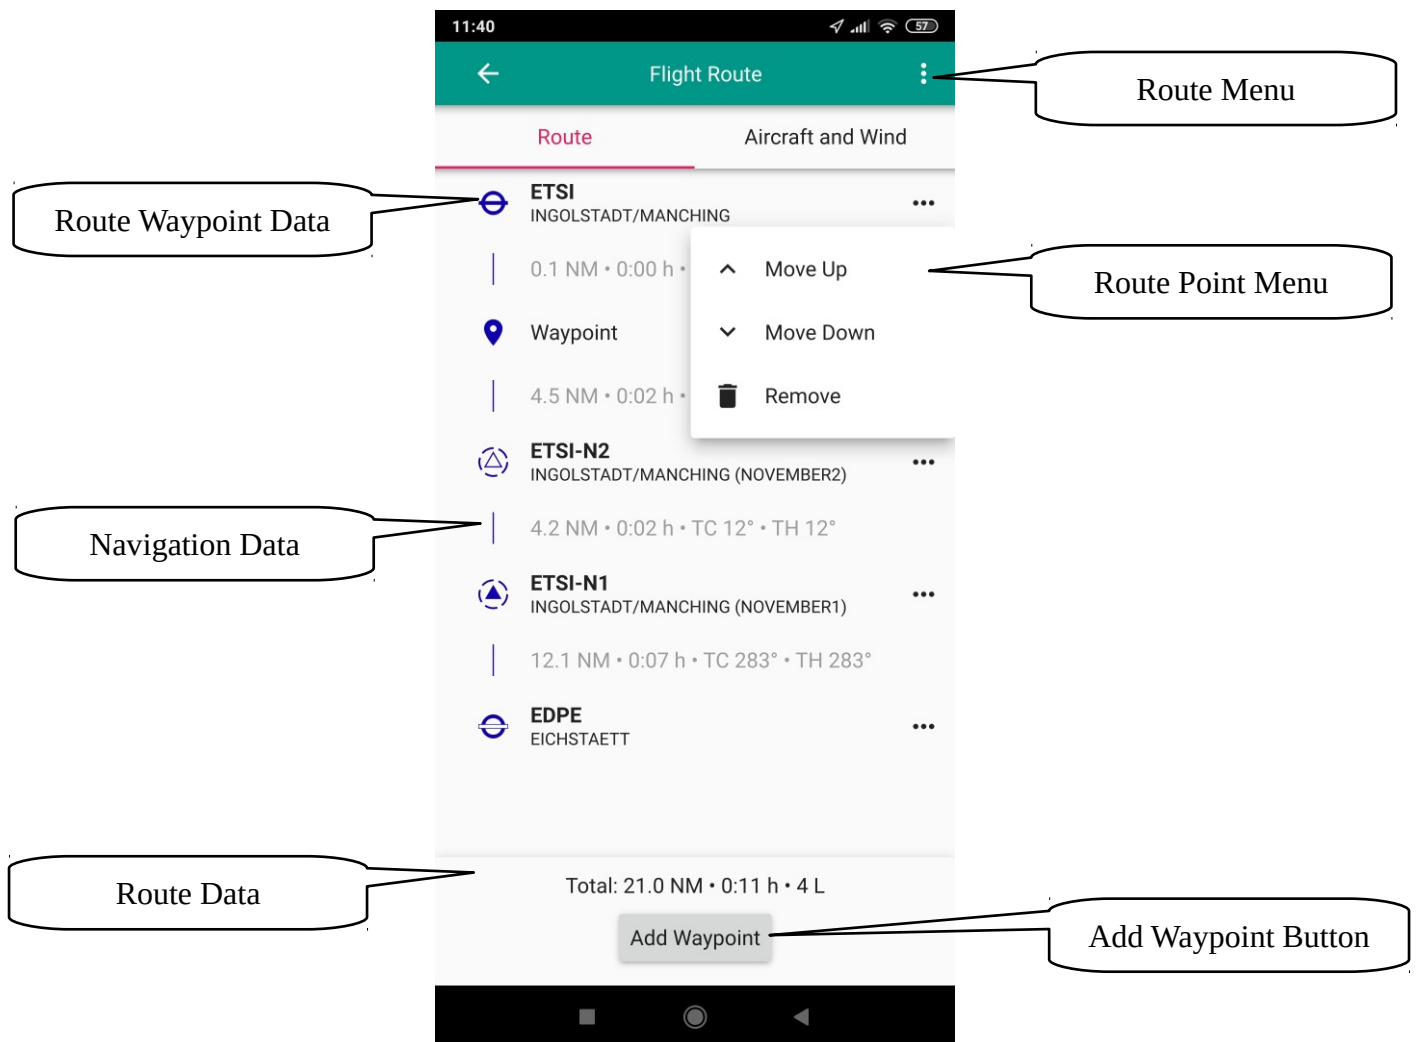 11:40
57
Flight Route
Route Menu
Route
Aircraft and Wind
Route Waypoint Data
ETSI
INGOLSTADT/MANCHING
0.1 NM • 0:00 h •
Move Up
Route Point Menu
Waypoint
Move Down
4.5 NM • 0:02 h •
Remove
ETSI-N2
INGOLSTADT/MANCHING (NOVEMBER2)
Navigation Data
4.2 NM • 0:02 h • TC 12° • TH 12°
ETSI-N1
INGOLSTADT/MANCHING (NOVEMBER1)
12.1 NM • 0:07 h • TC 283° • TH 283°
EDPE
EICHSTAETT
Route Data
Total: 21.0 NM • 0:11 h • 4 L
Add Waypoint
Add Waypoint Button